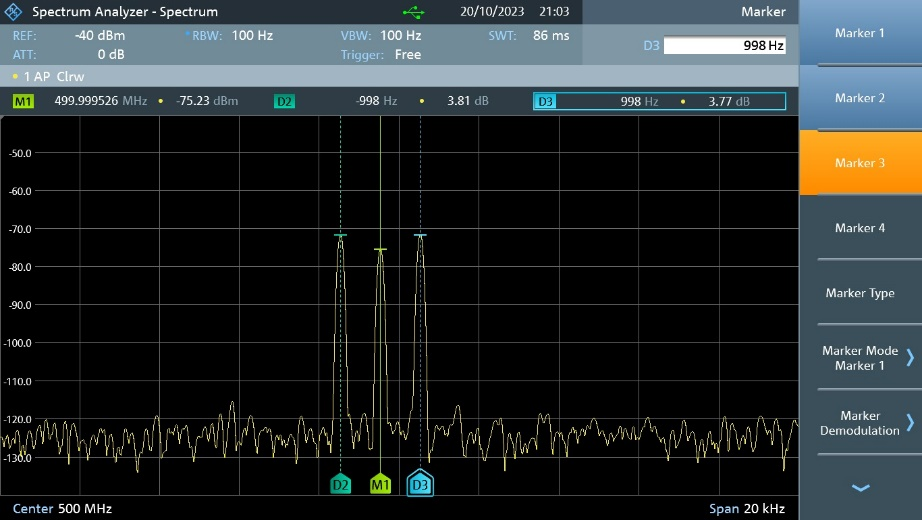 Spectrum Analyzer - Spectrum 20/10/2023 21:03 Marker
REF: -40 dBm RBW: 100 Hz VBW: 100 Hz SWT: 86 ms
ATT: 0 dB Trigger: Free
D3 998 Hz
1 AP Clrw
M1 499.999526 MHz • -75.23 dBm D2 -998 Hz • 3.81 dB D3 998 Hz • 3.77 dB
-50.0
-60.0
-70.0
-80.0
-90.0
-100.0
-110.0
-120.0
-130.0
D2 M1 D3
Center 500 MHz Span 20 kHz
Marker 1
Marker 2
Marker 3
Marker 4
Marker Type
Marker Mode
Marker 1
Marker
Demodulation